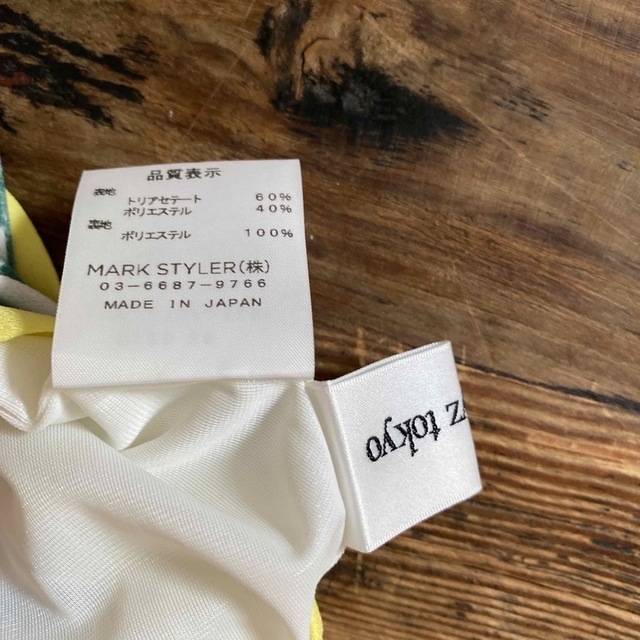 品質表示
表地
トリアセテート 60%
ポリエステル 40%
裏地
ポリエステル 100%
MARK STYLER(株)
03-6687-9766
MADE IN JAPAN
tokyo